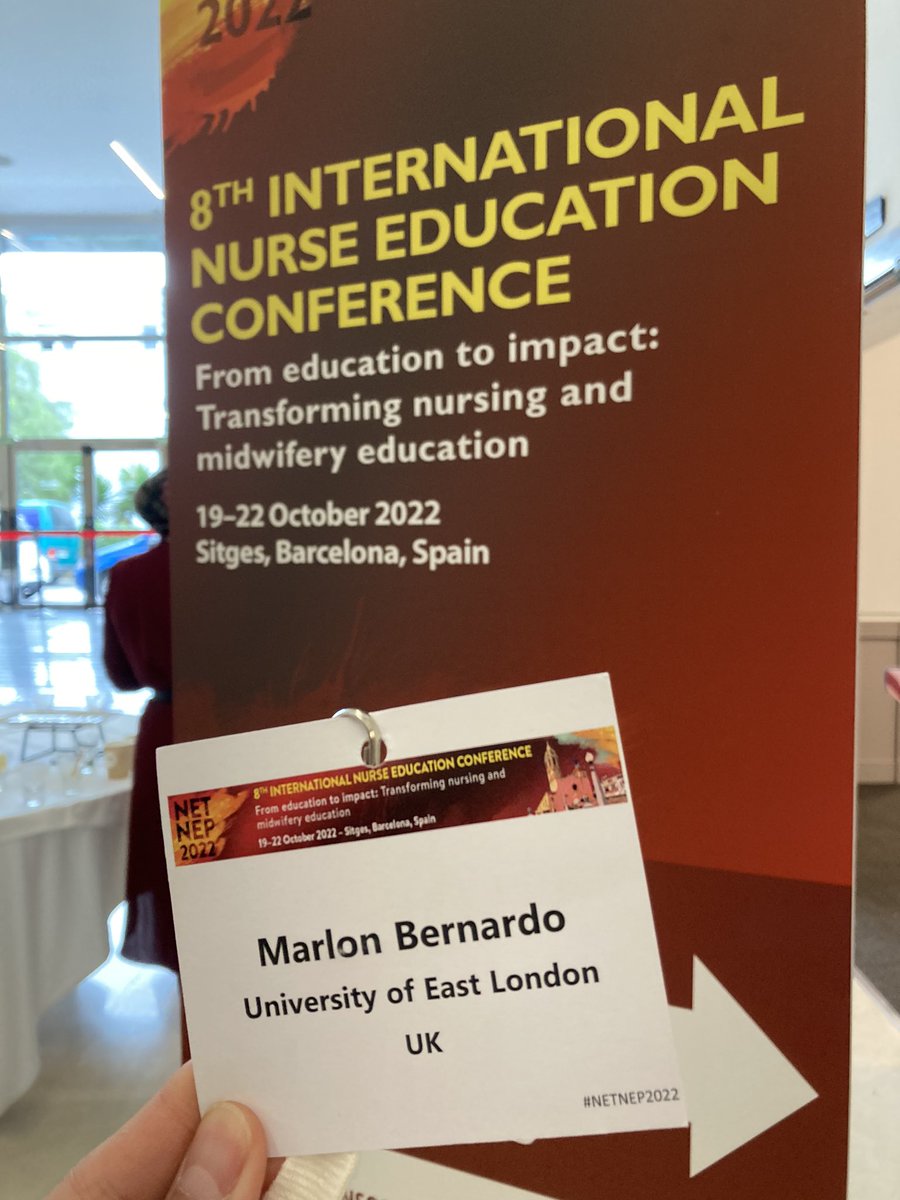 2022
8TH INTERNATIONAL
NURSE EDUCATION
CONFERENCE
From education to impact:
Transforming nursing and
midwifery education
19–22 October 2022
Sitges, Barcelona, Spain
NET
NEP
2022
8TH INTERNATIONAL NURSE EDUCATION CONFERENCE
From education to impact: Transforming nursing and
midwifery education
19–22 October 2022 – Sitges, Barcelona, Spain
Marlon Bernardo
University of East London
UK
#NETNEP2022